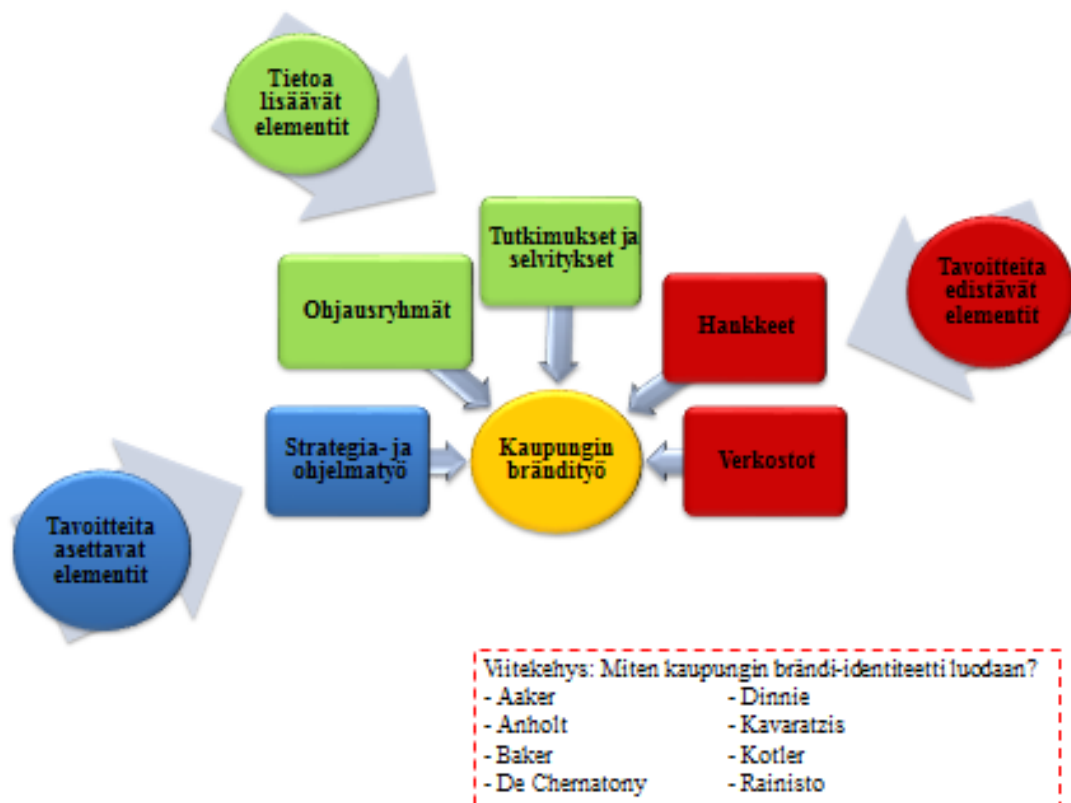 Tietoa
lisäävät
elementit
Tutkimukset ja
selvitykset
Tavoitteita
edistävät
elementit
Ohjausryhmät
Hankkeet
Strategia- ja
ohjelmatyö
Kaupungin
brändityö
Verkostot
Tavoitteita
asettavat
elementit
Viitekehys: Miten kaupungin brändi-identiteetti luodaan?
- Aaker - Dinnie
- Anholt - Kavaratzis
- Baker - Kotler
- De Chernatony - Rainisto